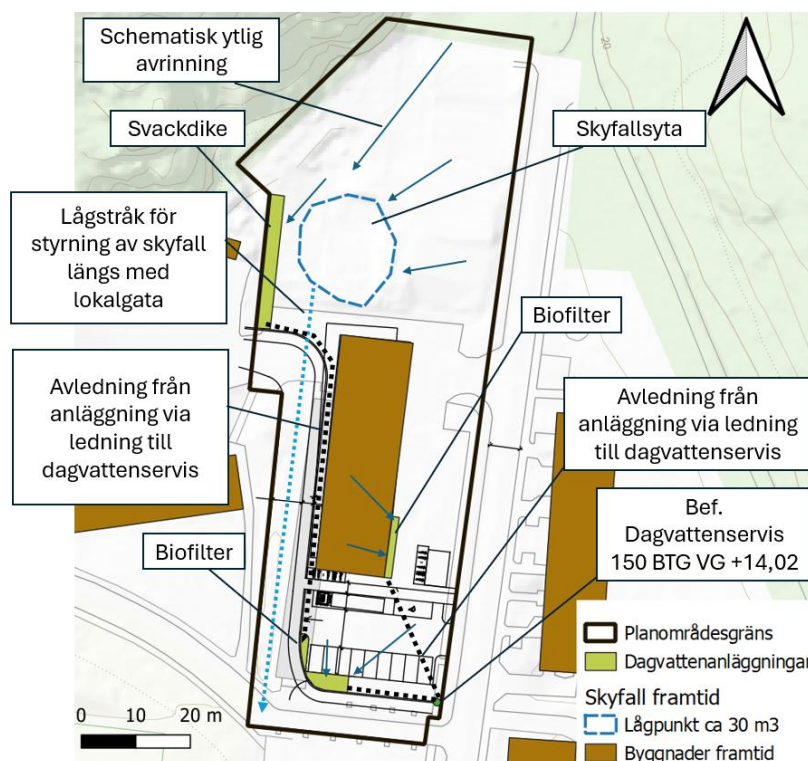 Schematisk ytlig
avrinning
Svackdike
Skyfallsyta
20
Lågstråk för
styrning av skyfall
längs med
lokalgata
Biofilter
Avledning från
anläggning via
ledning till
dagvattenservis
Avledning från
anläggning via ledning
till dagvattenservis
Bef.
Dagvattenservis
150 BTG VG +14,02
Biofilter
Planområdesgräns
Dagvattenanläggningar
Skyfall framtid
Lågpunkt ca 30 m3
Byggnader framtid
0 10 20 m